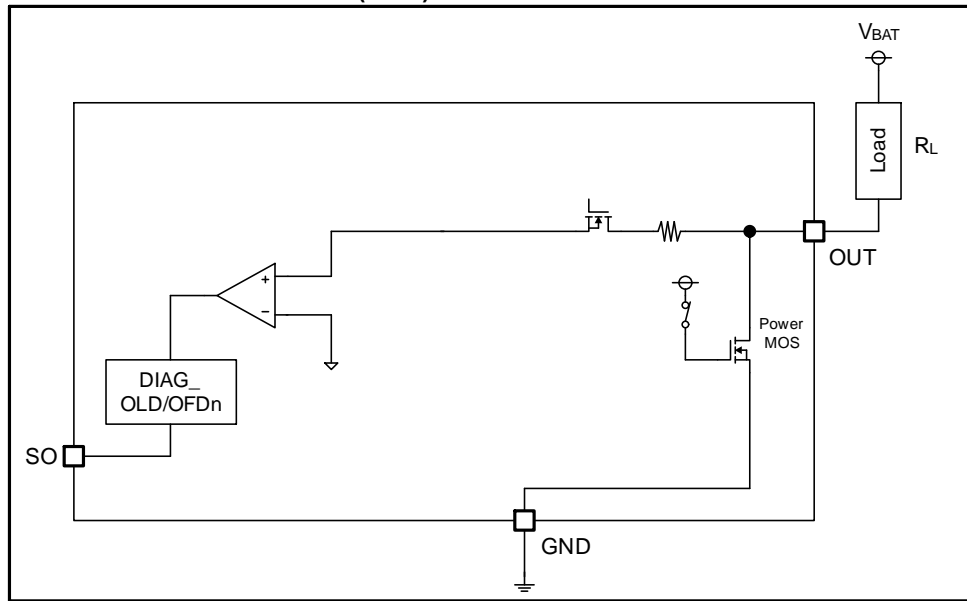 VBAT
Load
RL
OUT
+
−
Power
MOS
DIAG_
OLD/OFDn
SO
GND